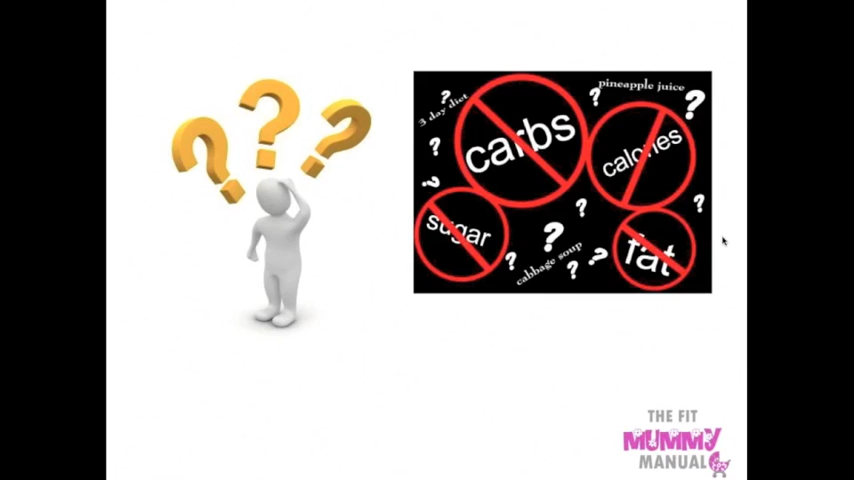 pineapple juice
3 day diet
carbs
calories
sugar
fat
cabbage soup
THE FIT
MUMMY
MANUAL